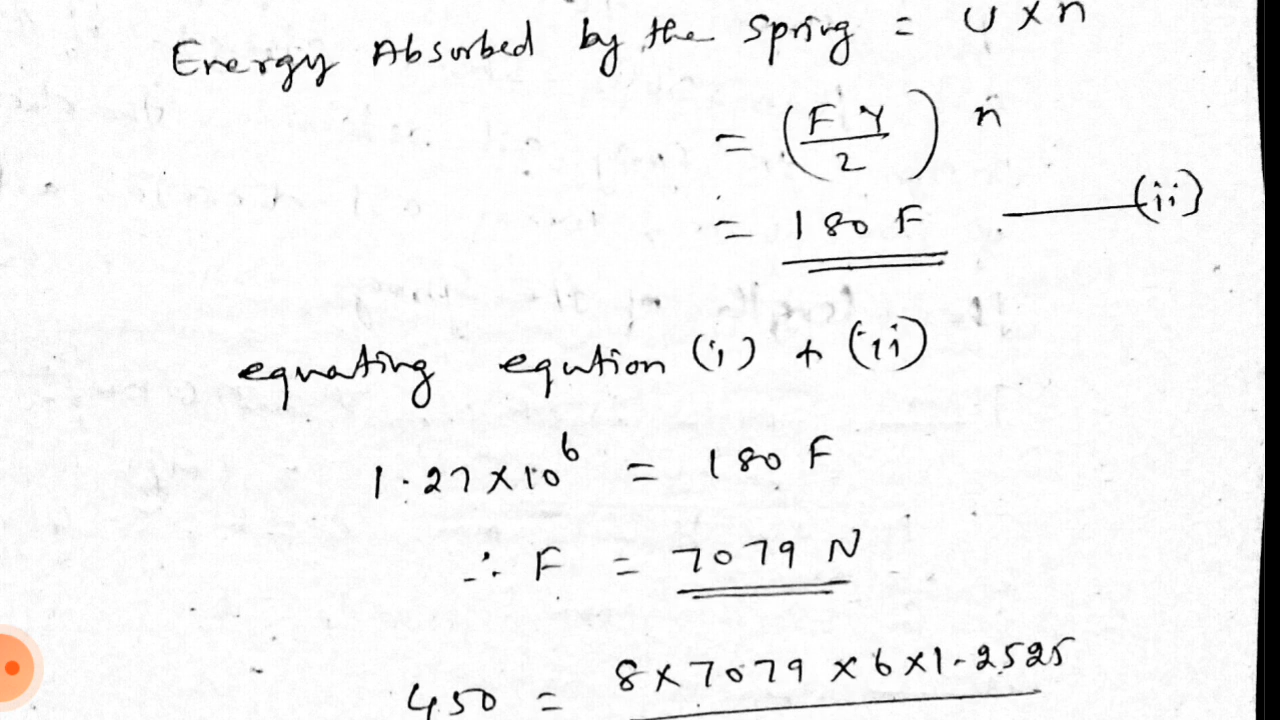 Energy Absorbed by the Spring = U x n
= (F Y / 2) n
= 180 F —— (ii)
equating eqution (i) + (ii)
1.27 x 10^6 = 180 F
∴ F = 7079 N
450 = 8 x 7079 x 6 x 1.2525